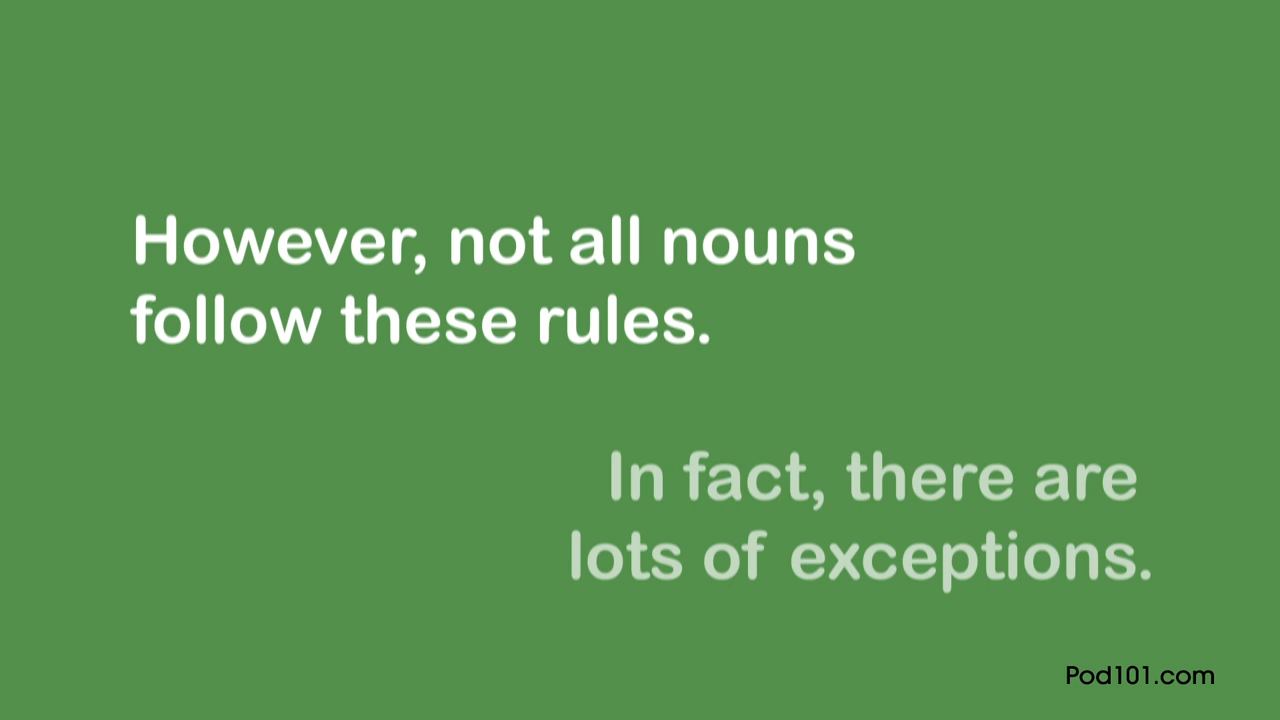 However, not all nouns
follow these rules.
In fact, there are
lots of exceptions.
Pod101.com